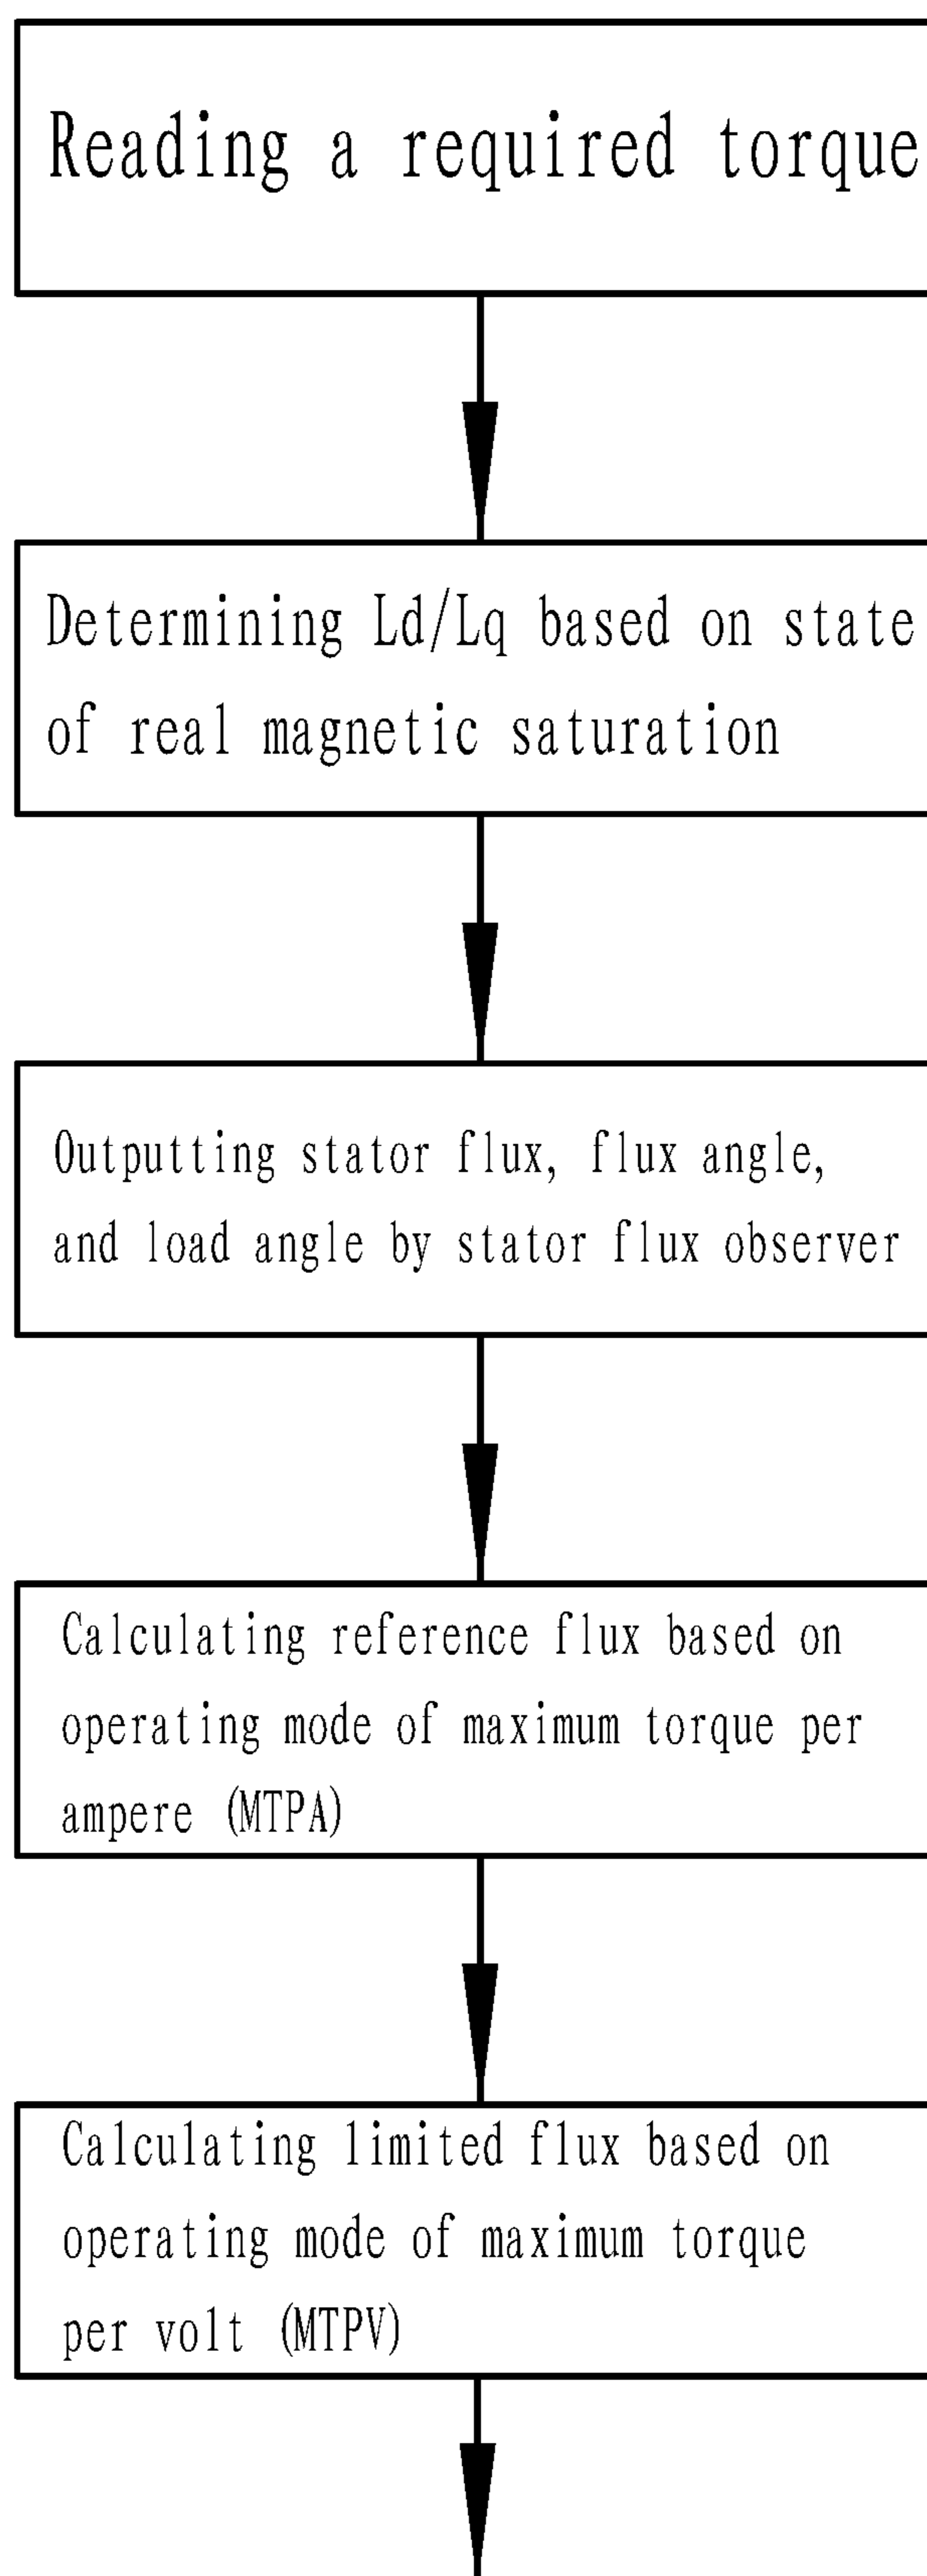 Reading a required torque
Determining Ld/Lq based on state
of real magnetic saturation
Outputting stator flux, flux angle,
and load angle by stator flux observer
Calculating reference flux based on
operating mode of maximum torque per
ampere (MTPA)
Calculating limited flux based on
operating mode of maximum torque
per volt (MTPV)